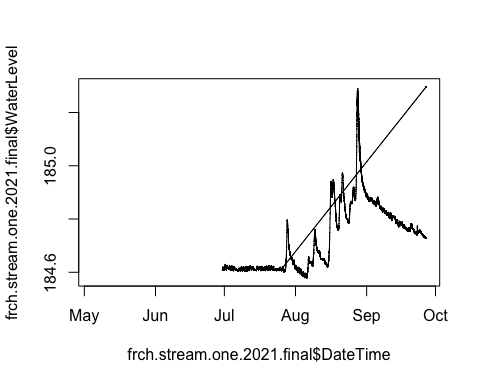 frch.stream.one.2021.final$WaterLevel
185.0
184.6
May Jun Jul Aug Sep Oct
frch.stream.one.2021.final$DateTime